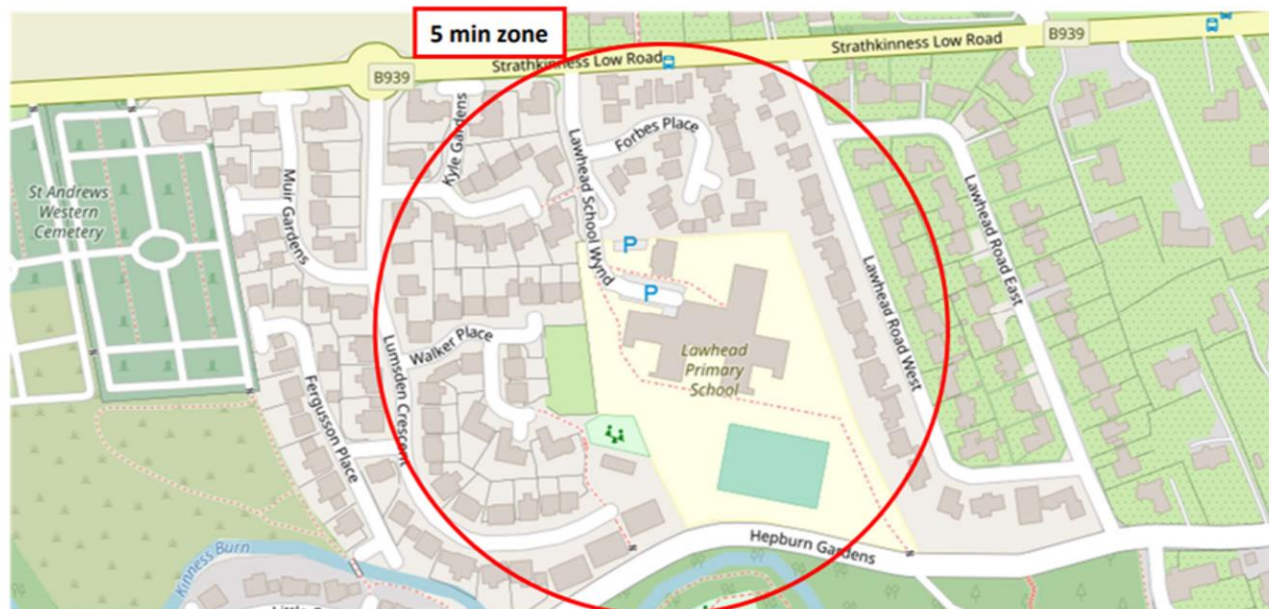 5 min zone
Strathkinness Low Road
Strathkinness Low Road
B939
B939
Kyle Gardens
Muir Gardens
Forbes Place
Lawhead School Wynd
St Andrews
Western
Cemetery
P
P
Lawhead Road East
Lawhead Road West
Walker Place
Lawhead
Primary
School
Lumsden Crescent
Fergusson Place
Hepburn Gardens
Kinness Burn